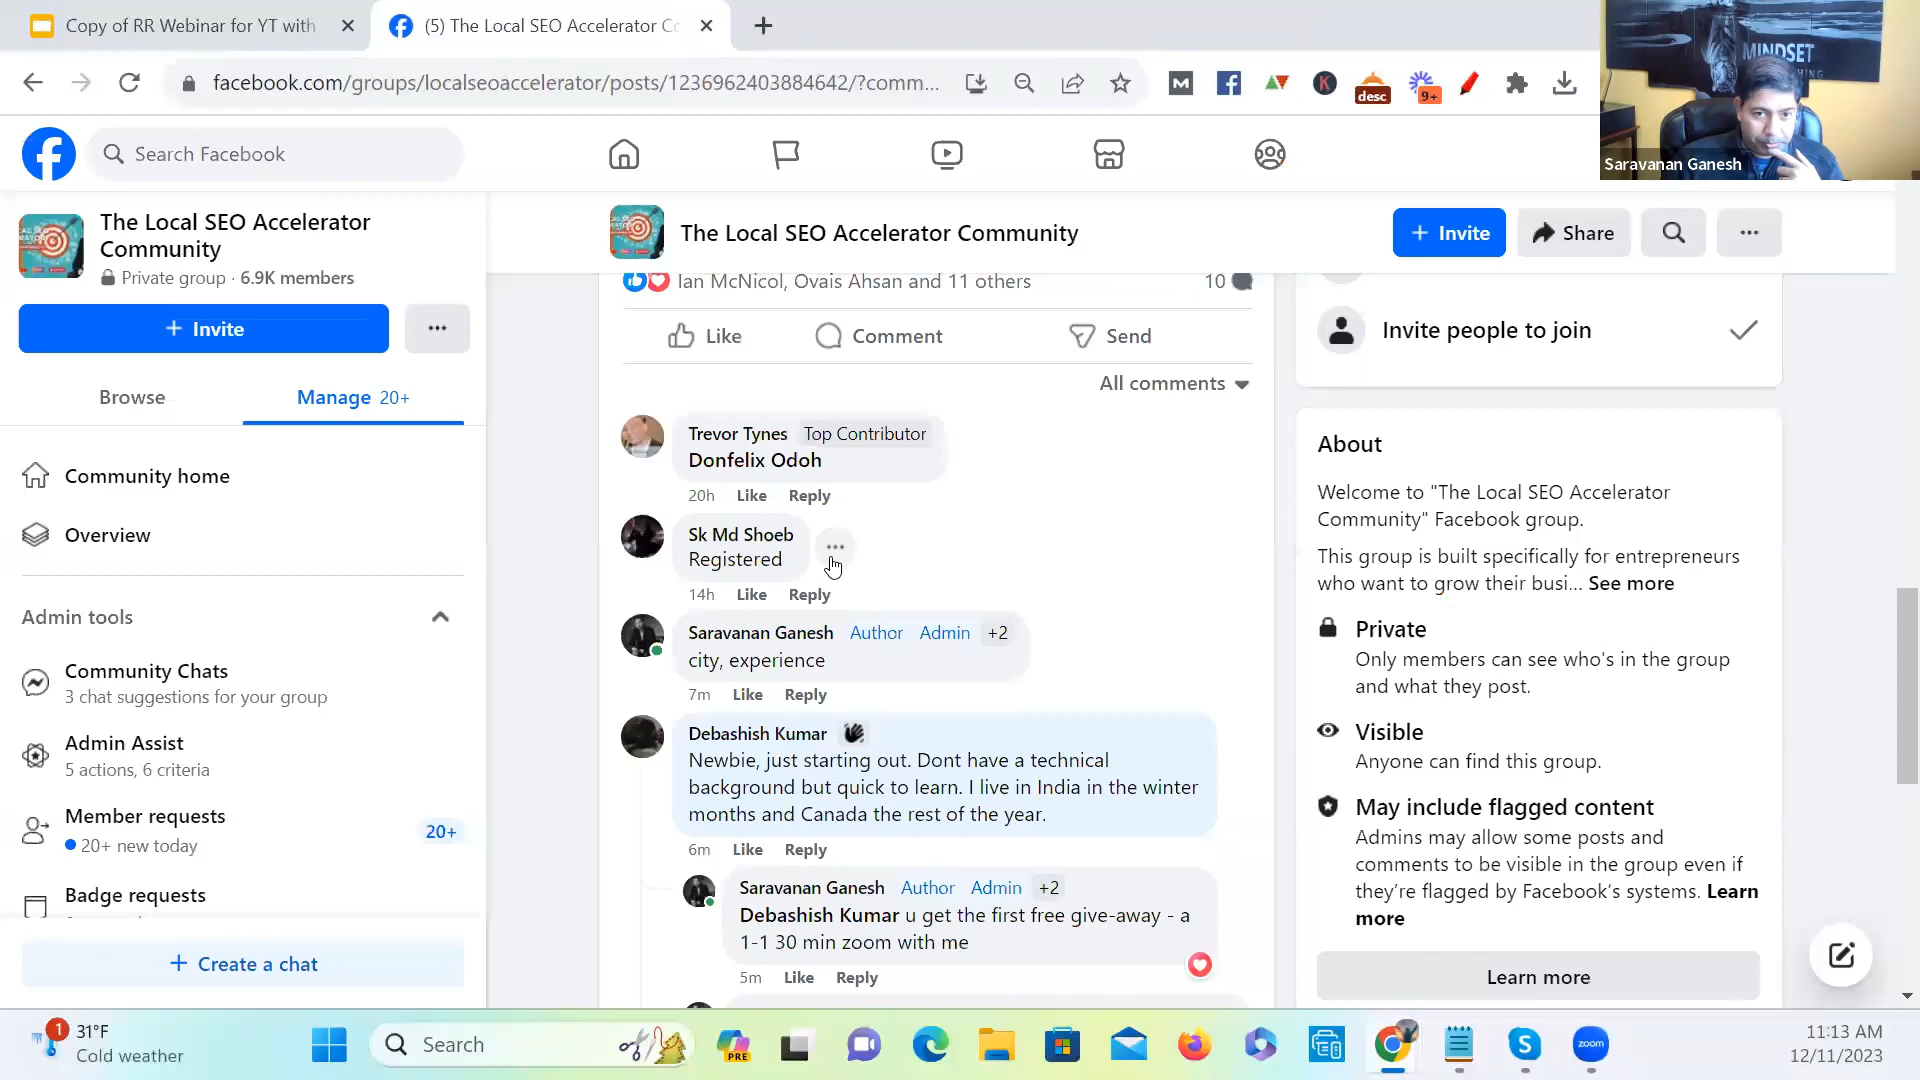 Copy of RR Webinar for YT with
(5) The Local SEO Accelerator Co
facebook.com/groups/localseoaccelerator/posts/1236962403884642/?comm...
desc
9+
MINDSET
Saravanan Ganesh
Search Facebook
The Local SEO Accelerator
Community
Private group · 6.9K members
+ Invite
Browse
Manage 20+
Community home
Overview
Admin tools
Community Chats
3 chat suggestions for your group
Admin Assist
5 actions, 6 criteria
Member requests
20+ new today
20+
Badge requests
+ Create a chat
The Local SEO Accelerator Community
+ Invite
Share
Ian McNicol, Ovais Ahsan and 11 others
10
Like
Comment
Send
All comments
Trevor Tynes Top Contributor
Donfelix Odoh
20h Like Reply
Sk Md Shoeb
Registered
14h Like Reply
Saravanan Ganesh Author Admin +2
city, experience
7m Like Reply
Debashish Kumar
Newbie, just starting out. Dont have a technical
background but quick to learn. I live in India in the winter
months and Canada the rest of the year.
6m Like Reply
Saravanan Ganesh Author Admin +2
Debashish Kumar u get the first free give-away - a
1-1 30 min zoom with me
5m Like Reply
Invite people to join
About
Welcome to "The Local SEO Accelerator
Community" Facebook group.
This group is built specifically for entrepreneurs
who want to grow their busi... See more
Private
Only members can see who's in the group
and what they post.
Visible
Anyone can find this group.
May include flagged content
Admins may allow some posts and
comments to be visible in the group even if
they're flagged by Facebook's systems. Learn
more
Learn more
1
31°F
Cold weather
Search
PRE
zoom
11:13 AM
12/11/2023